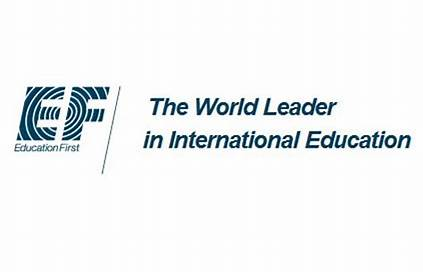 EF
Education First
The World Leader
in International Education